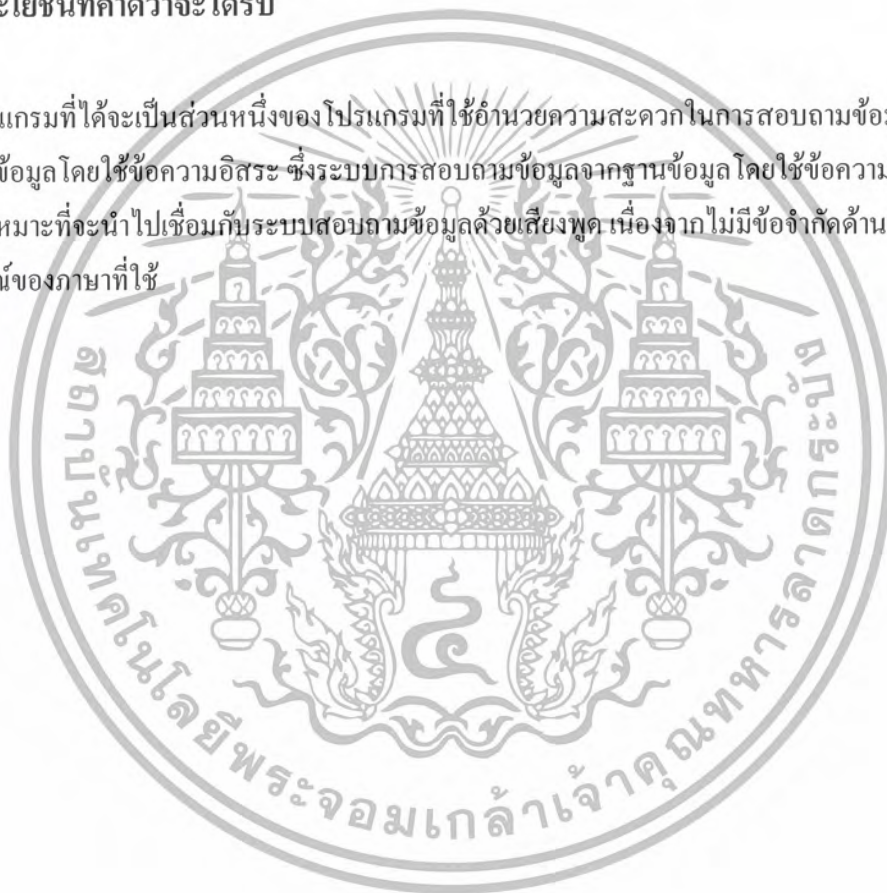 ะโยชน์ที่คาดว่าจะได้รับ
แกรมที่ได้จะเป็นส่วนหนึ่งของโปรแกรมที่ใช้อำนวยความสะดวกในการสอบถามข้อม
ข้อมูลโดยใช้ข้อความอิสระ ซึ่งระบบการสอบถามข้อมูลจากฐานข้อมูลโดยใช้ข้อความ
หมาะที่จะนำไปเชื่อมกับระบบสอบถามข้อมูลด้วยเสียงพูด เนื่องจากไม่มีข้อจำกัดด้าน
ณ์ของภาษาที่ใช้
สถาบันเทคโนโลยีพระจอมเกล้าเจ้าคุณทหารลาดกระบัง